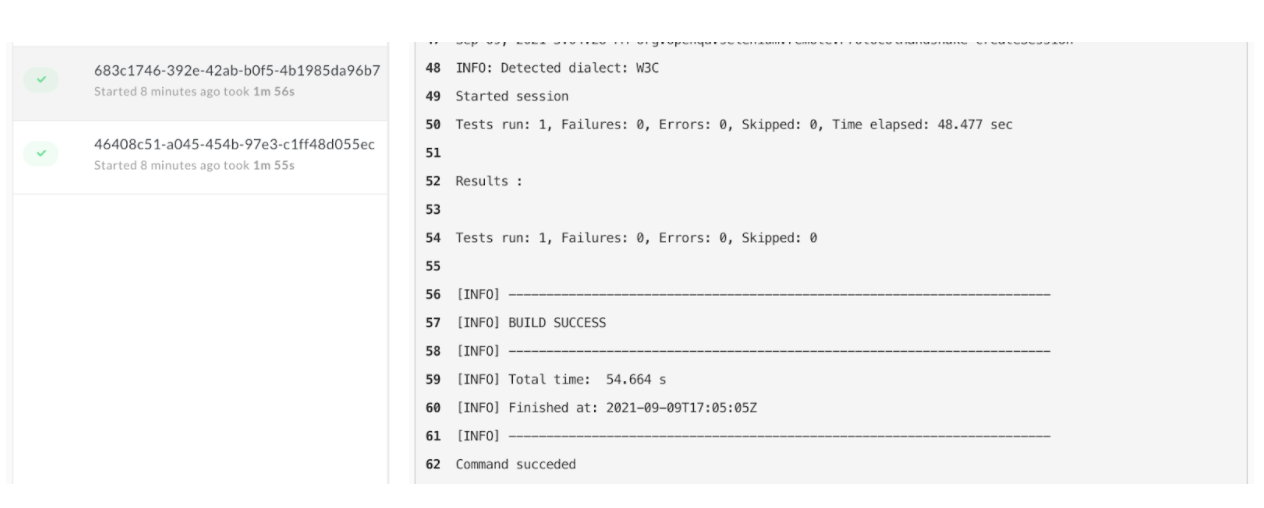 683c1746-392e-42ab-b0f5-4b1985da96b7
Started 8 minutes ago took 1m 56s
46408c51-a045-454b-97e3-c1ff48d055ec
Started 8 minutes ago took 1m 55s
48 INFO: Detected dialect: W3C
49 Started session
50 Tests run: 1, Failures: 0, Errors: 0, Skipped: 0, Time elapsed: 48.477 sec
51
52 Results :
53
54 Tests run: 1, Failures: 0, Errors: 0, Skipped: 0
55
56 [INFO] ------------------------------------------------------------------------
57 [INFO] BUILD SUCCESS
58 [INFO] ------------------------------------------------------------------------
59 [INFO] Total time:  54.664 s
60 [INFO] Finished at: 2021-09-09T17:05:05Z
61 [INFO] ------------------------------------------------------------------------
62 Command succeded